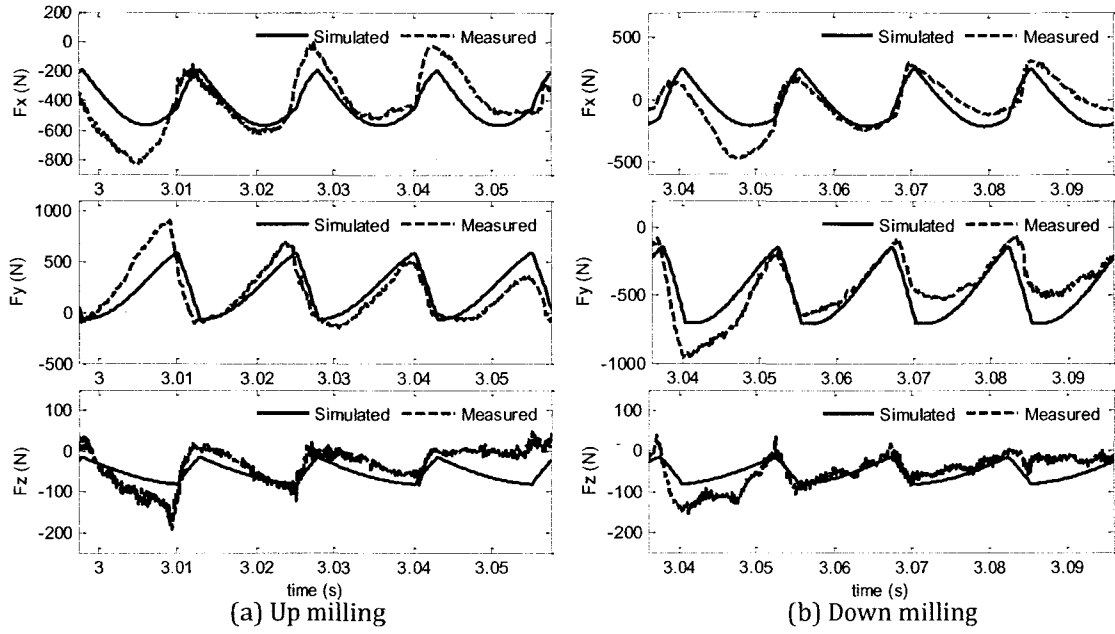 Simulated Measured
Fx (N)
200
0
-200
-400
-600
-800
3 3.01 3.02 3.03 3.04 3.05
Simulated Measured
Fy (N)
1000
500
0
-500
3 3.01 3.02 3.03 3.04 3.05
Simulated Measured
Fz (N)
100
0
-100
-200
3 3.01 3.02 3.03 3.04 3.05
time (s)
(a) Up milling
Simulated Measured
Fx (N)
500
0
-500
3.04 3.05 3.06 3.07 3.08 3.09
Simulated Measured
Fy (N)
0
-500
-1000
3.04 3.05 3.06 3.07 3.08 3.09
Simulated Measured
Fz (N)
100
0
-100
-200
3.04 3.05 3.06 3.07 3.08 3.09
time (s)
(b) Down milling